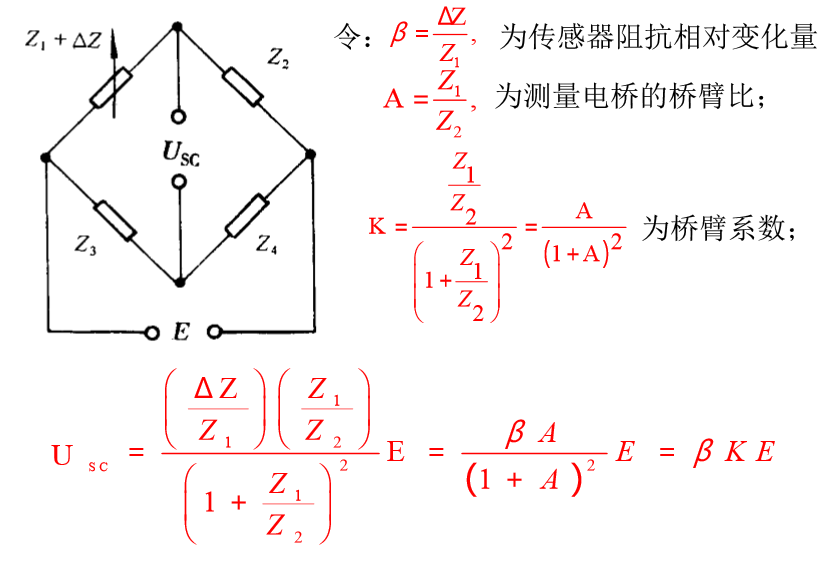 Z₁ + ΔZ
Z₂
U_SC
Z₃
Z₄
E
令: β = ΔZ/Z₁, 为传感器阻抗相对变化量
A = Z₁/Z₂, 为测量电桥的桥臂比;
K = (Z₁/Z₂)/(1+Z₁/Z₂)² = A/(1+A)² 为桥臂系数;
U_sc = (ΔZ/Z₁)(Z₁/Z₂)/(1 + Z₁/Z₂)² E = βA/(1 + A)² E = βKE